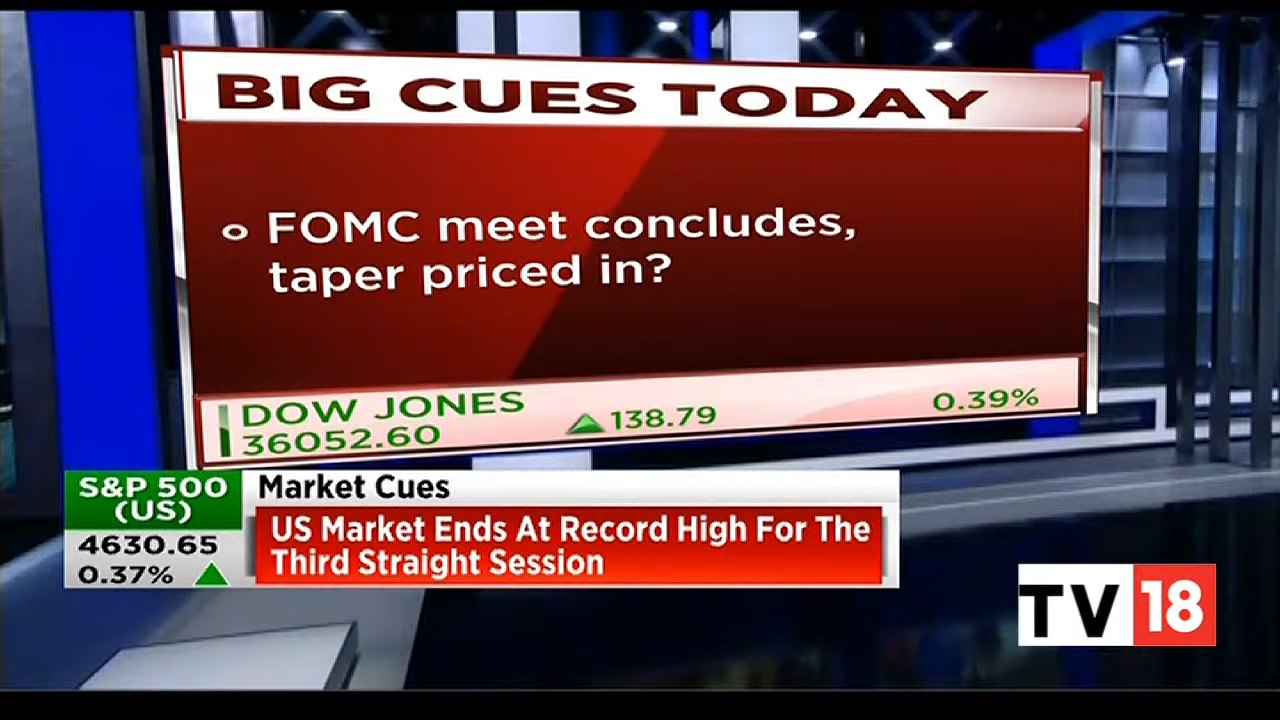 BIG CUES TODAY
FOMC meet concludes,
taper priced in?
DOW JONES
36052.60 ▲ 138.79 0.39%
S&P 500
(US)
4630.65
0.37% ▲
Market Cues
US Market Ends At Record High For The
Third Straight Session
TV18